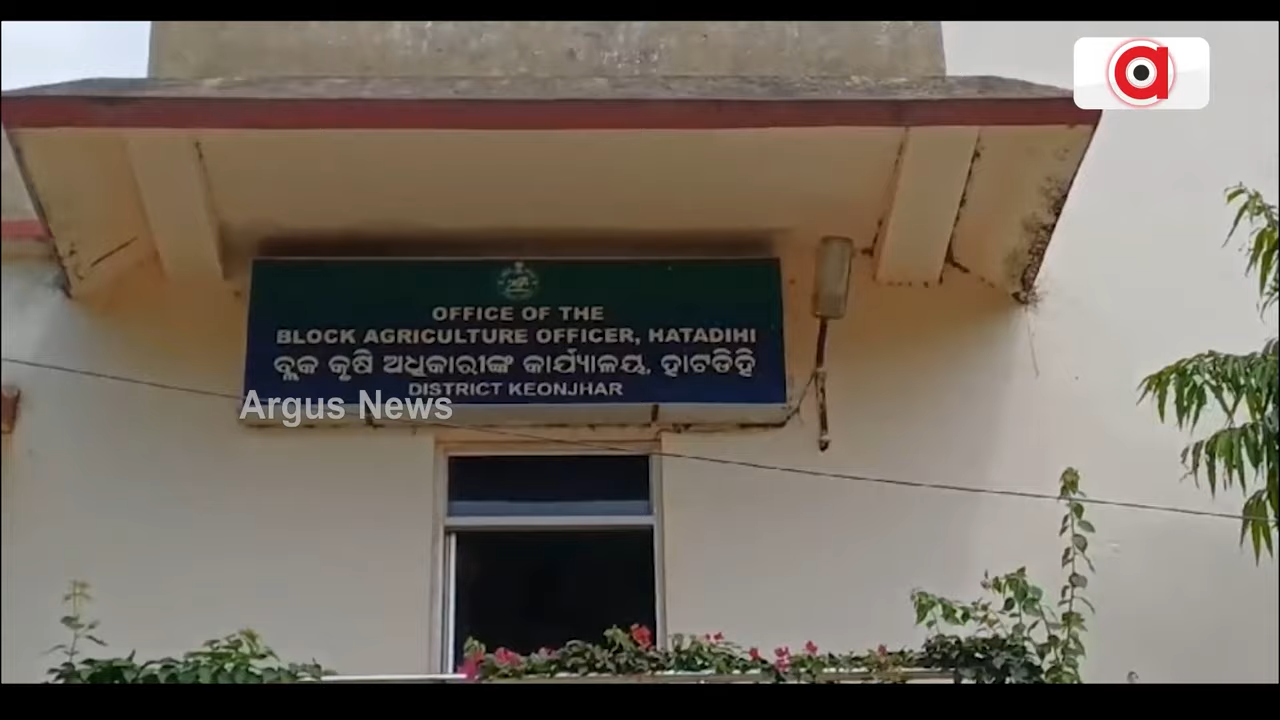 OFFICE OF THE
BLOCK AGRICULTURE OFFICER, HATADIHI
ବ୍ଲକ କୃଷି ଅଧିକାରୀଙ୍କ କାର୍ଯ୍ୟାଳୟ, ହାଟଡିହି
DISTRICT KEONJHAR
Argus News